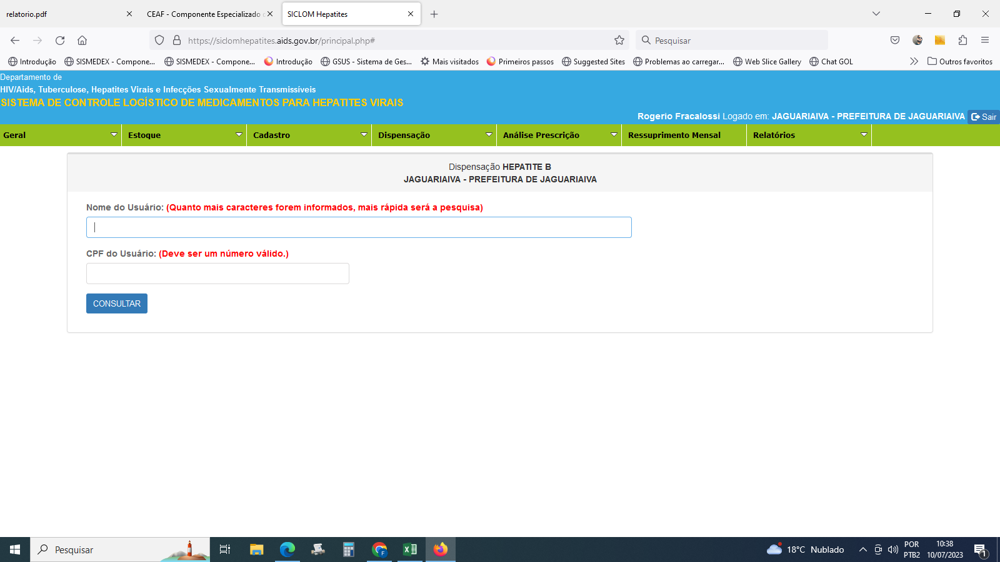 relatorio.pdf
CEAF - Componente Especializado
SICLOM Hepatites
https://siclomhepatites.aids.gov.br/principal.php#
Pesquisar
Introdução
SISMEDEX - Compone...
SISMEDEX - Compone...
Introdução
GSUS - Sistema de Ges...
Mais visitados
Primeiros passos
Suggested Sites
Problemas ao carregar...
Web Slice Gallery
Chat GOL
Outros favoritos
Departamento de
HIV/Aids, Tuberculose, Hepatites Virais e Infecções Sexualmente Transmissíveis
SISTEMA DE CONTROLE LOGÍSTICO DE MEDICAMENTOS PARA HEPATITES VIRAIS
Rogerio Fracalossi Logado em: JAGUARIAIVA - PREFEITURA DE JAGUARIAIVA Sair
Geral
Estoque
Cadastro
Dispensação
Análise Prescrição
Ressuprimento Mensal
Relatórios
Dispensação HEPATITE B
JAGUARIAIVA - PREFEITURA DE JAGUARIAIVA
Nome do Usuário: (Quanto mais caracteres forem informados, mais rápida será a pesquisa)
CPF do Usuário: (Deve ser um número válido.)
CONSULTAR
Pesquisar
F
18°C Nublado
POR
PTB2
10:38
10/07/2023
1